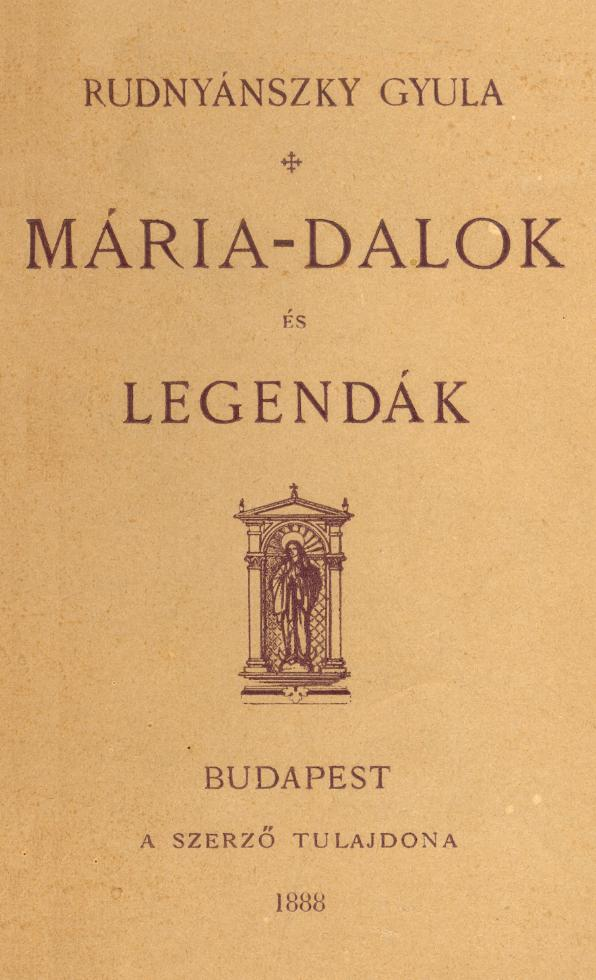 RUDNYÁNSZKY GYULA
MÁRIA-DALOK
ÉS
LEGENDÁK
BUDAPEST
A SZERZŐ TULAJDONA
1888